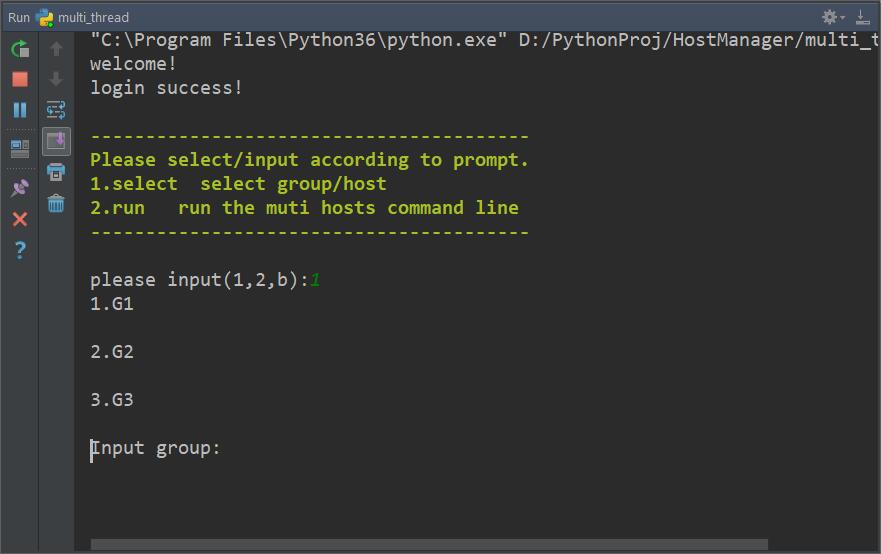 Run multi_thread
"C:\Program Files\Python36\python.exe" D:/PythonProj/HostManager/multi_t
welcome!
login success!
----------------------------------------
Please select/input according to prompt.
1.select  select group/host
2.run   run the muti hosts command line
----------------------------------------
please input(1,2,b):1
1.G1
2.G2
3.G3
Input group: